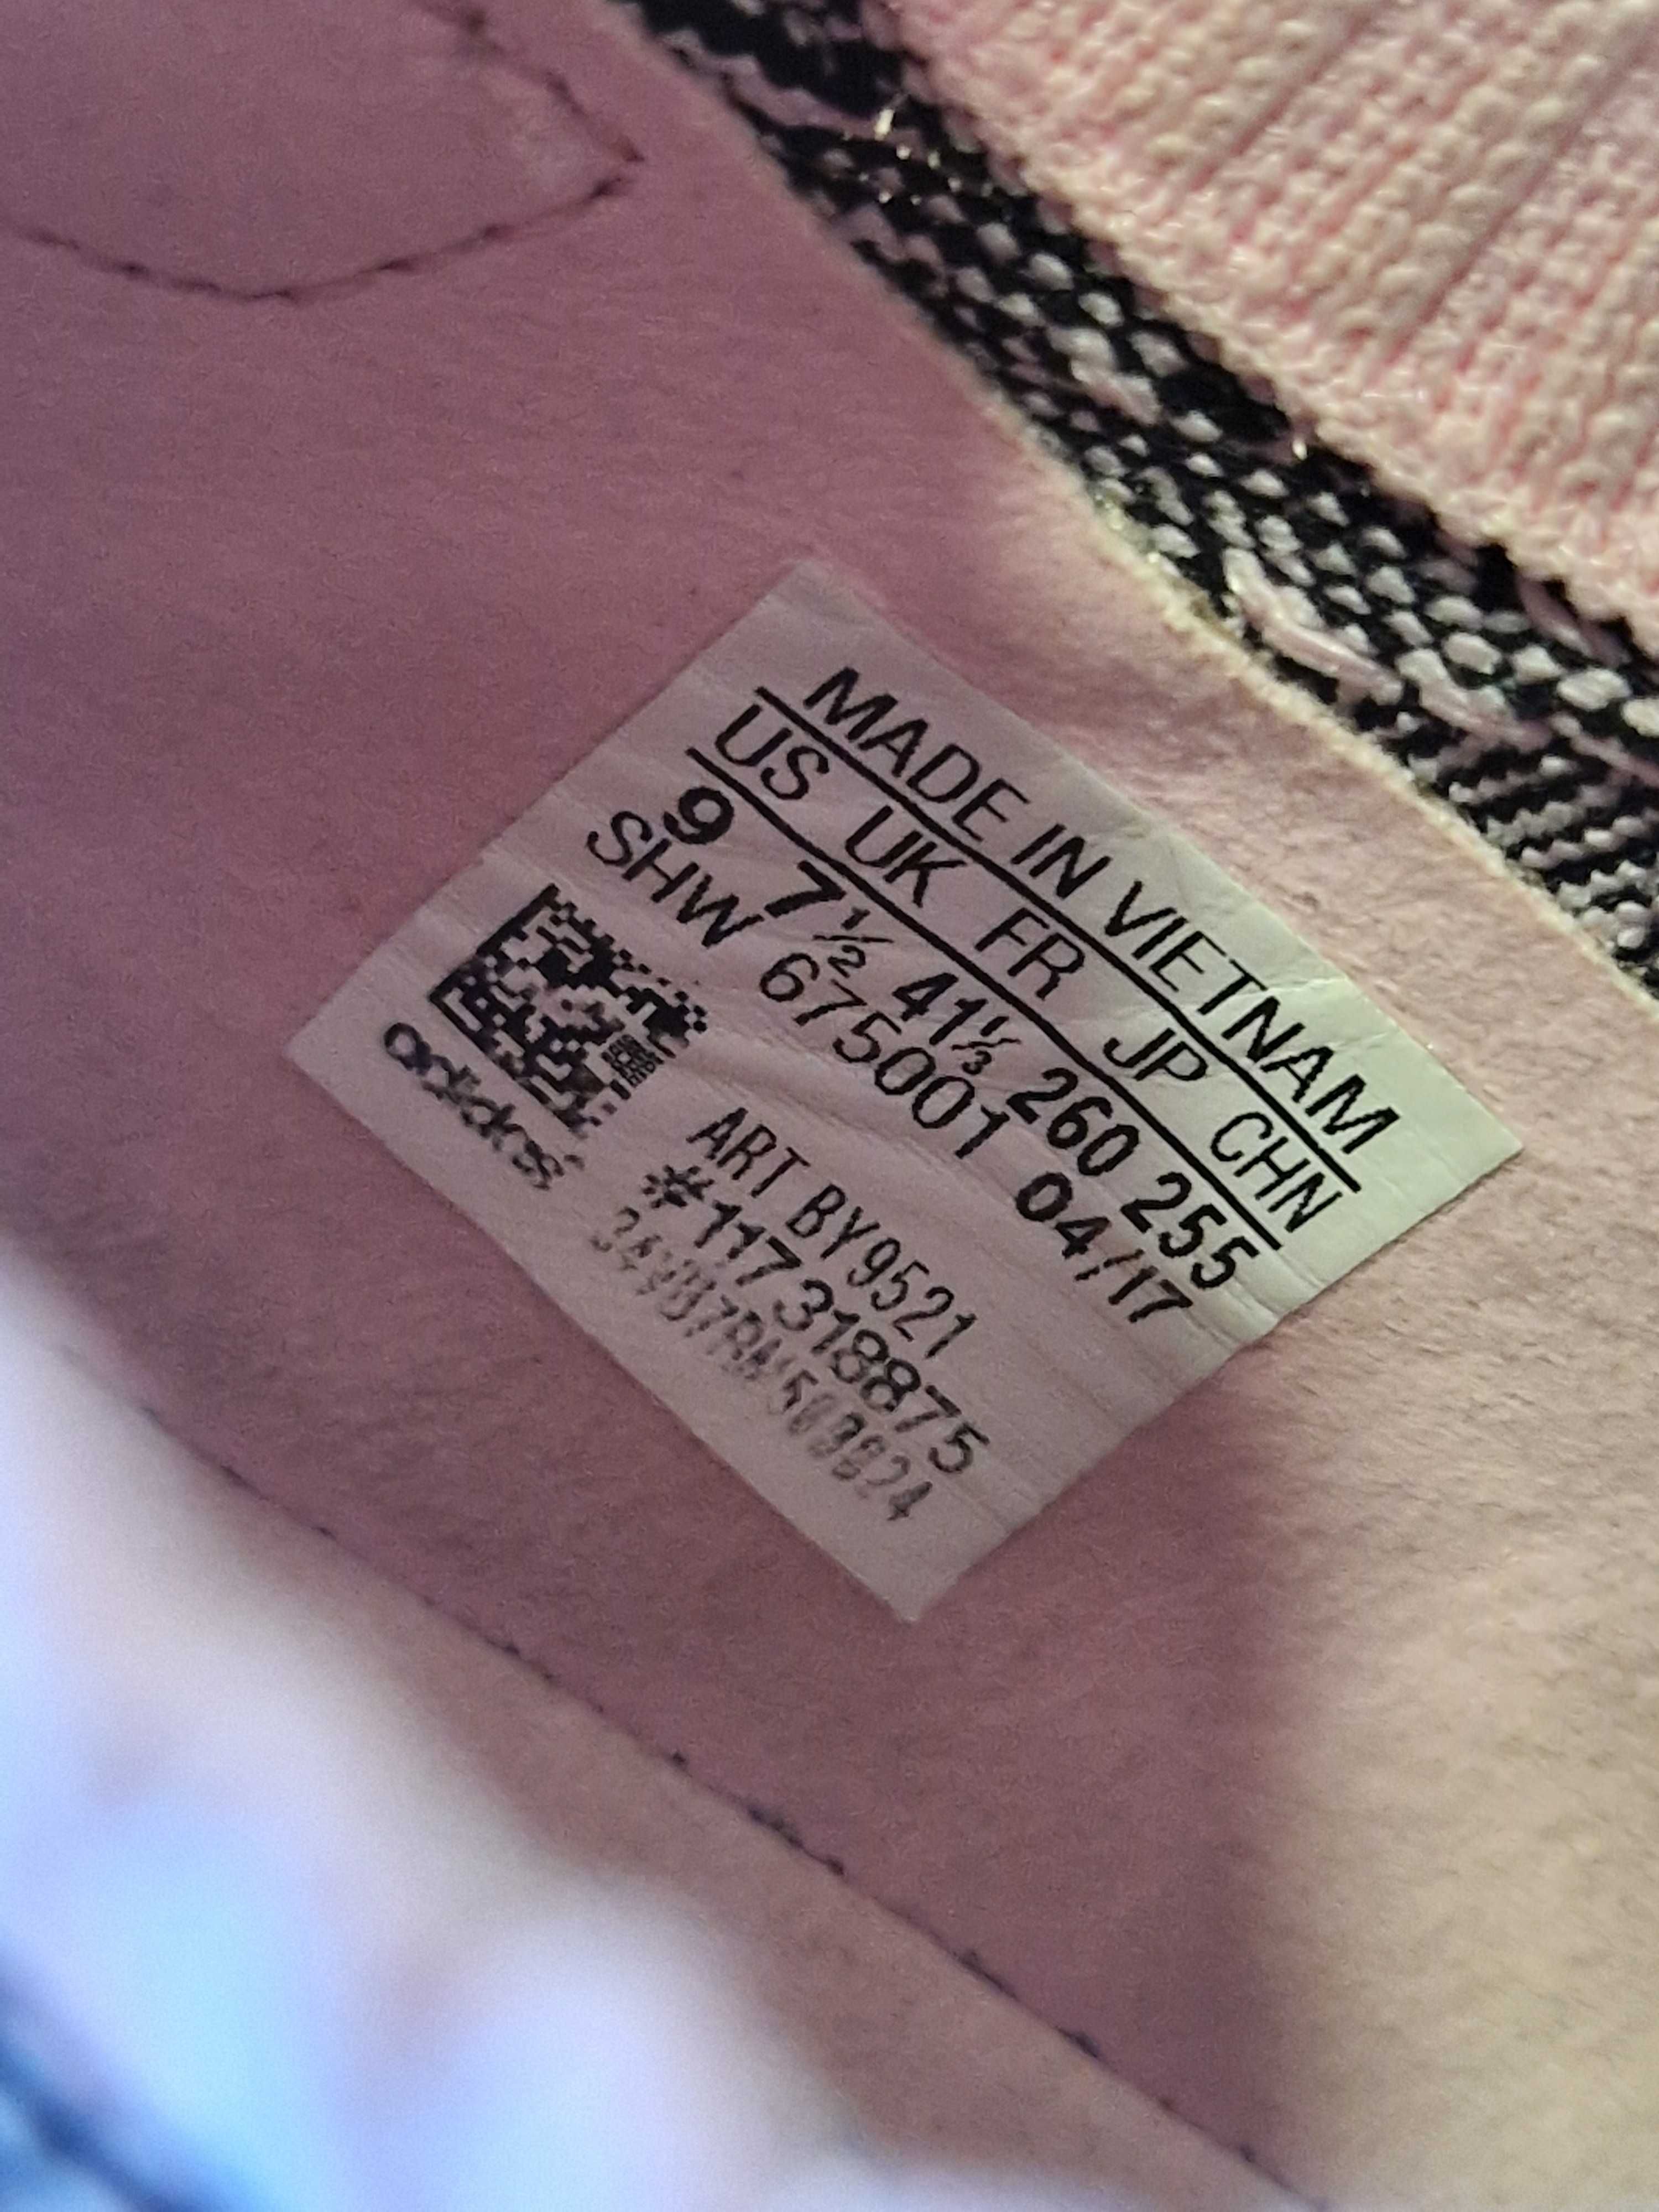 MADE IN VIETNAM
US UK FR JP CHN
9 7½ 41⅓ 260 255
SHW 675001 04/17
ART BY9521
#117318875
adidas